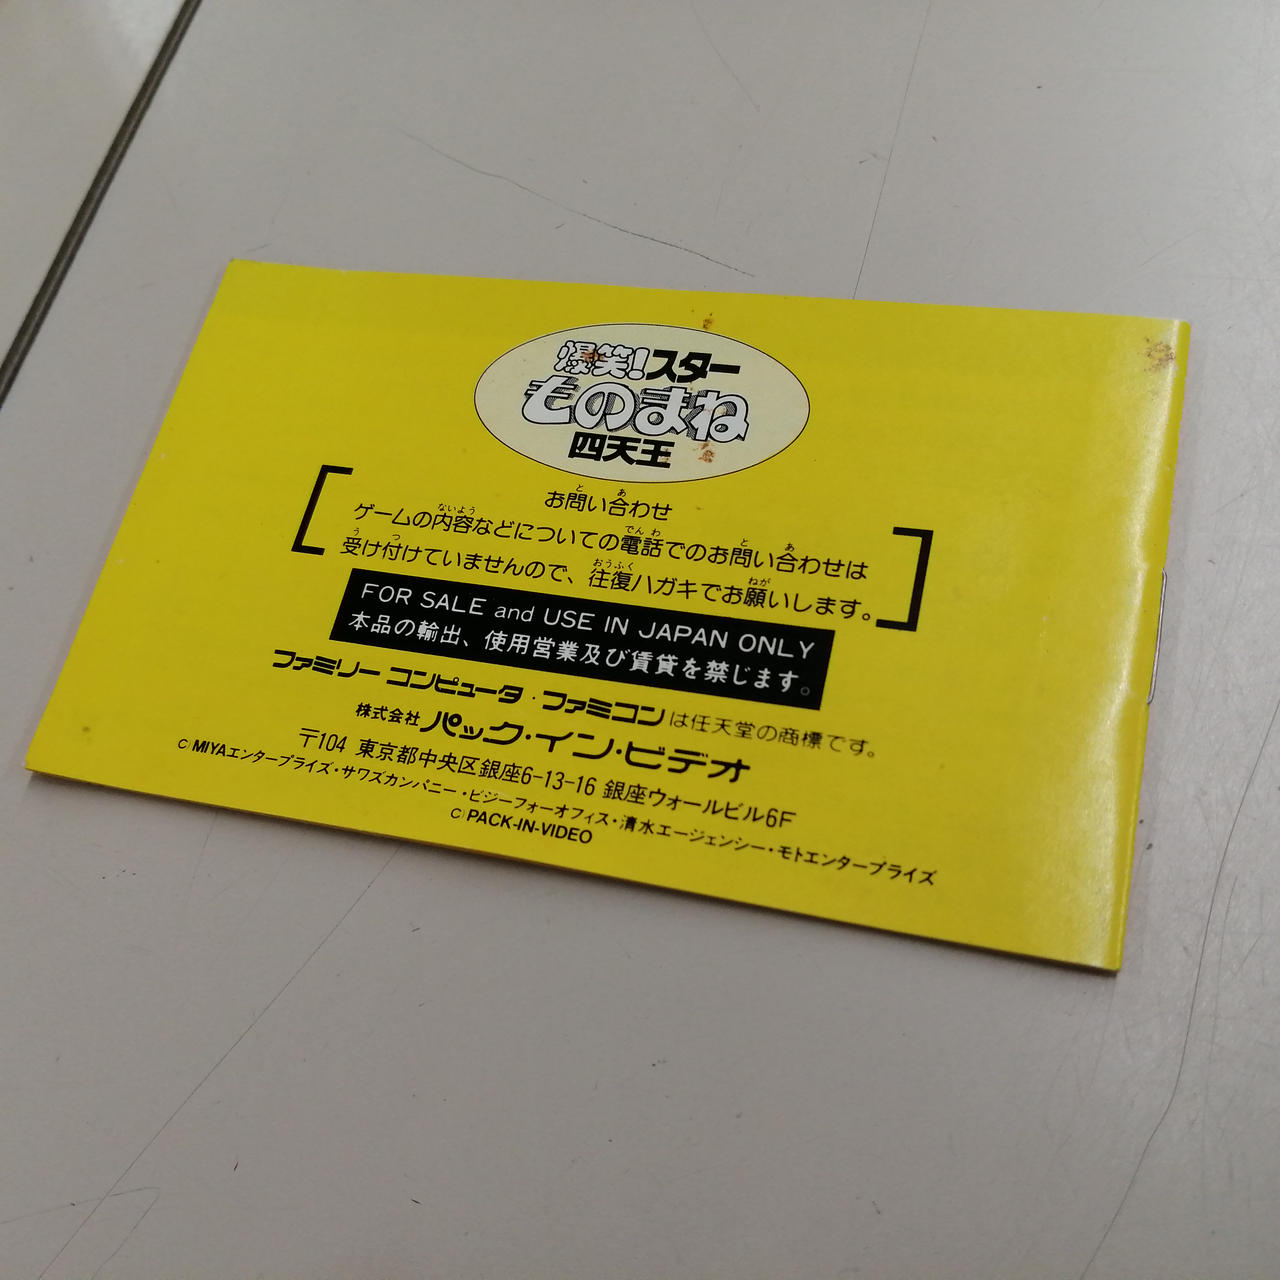 爆笑!スター
ものまね
四天王
お問い合わせ
ゲームの内容などについての電話でのお問い合わせは
受け付けていませんので、往復ハガキでお願いします。
FOR SALE and USE IN JAPAN ONLY
本品の輸出、使用営業及び賃貸を禁じます。
ファミリー コンピュータ・ファミコンは任天堂の商標です。
株式会社 パック・イン・ビデオ
〒104 東京都中央区銀座6-13-16 銀座ウォールビル6F
©MIYAエンタープライズ・サワズカンパニー・ビジーフォーオフィス・清水エージェンシー・モトエンタープライズ
©PACK-IN-VIDEO